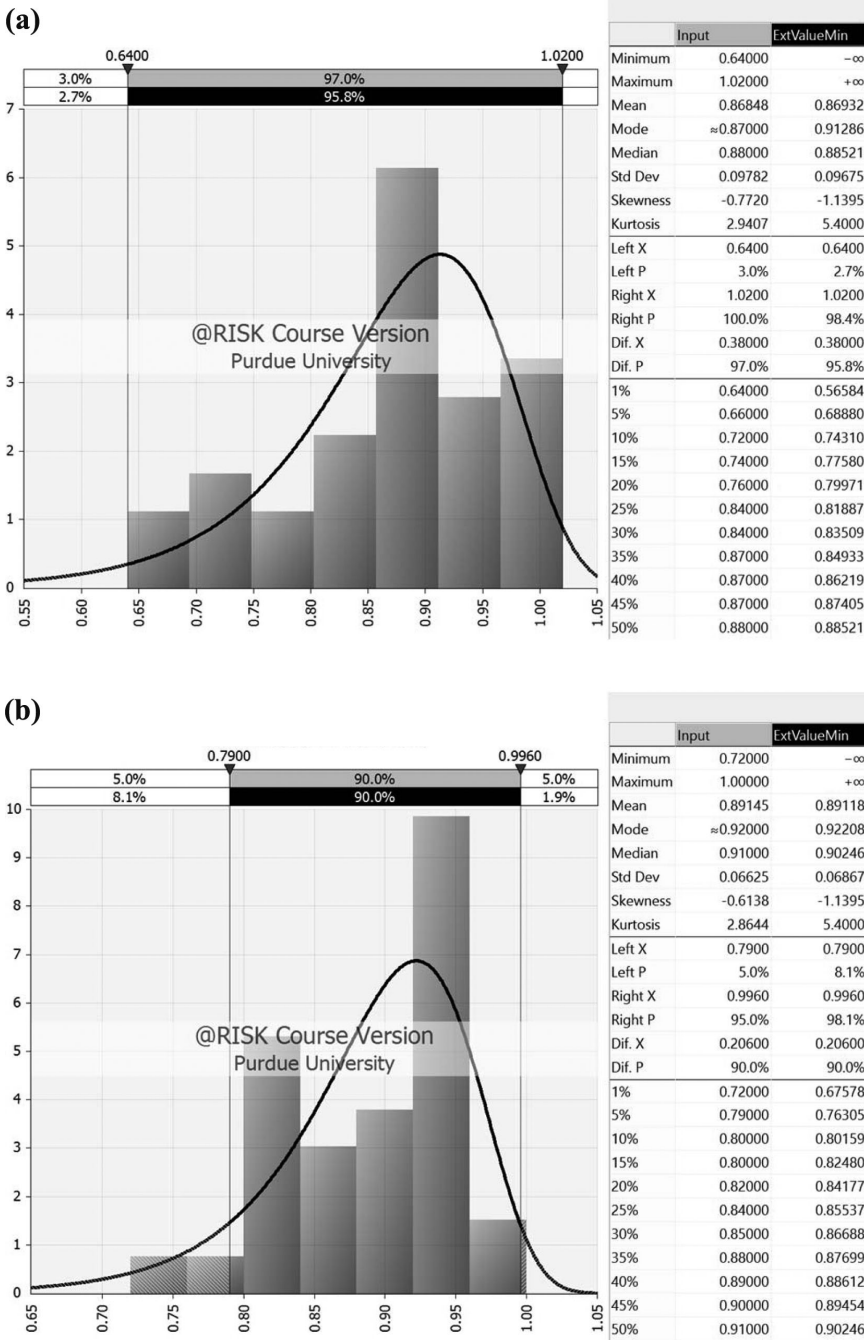 (a)
0.6400 1.0200
3.0% 97.0%
2.7% 95.8%
7
6
5
4
3
2
1
0
@RISK Course Version
Purdue University
0.55 0.60 0.65 0.70 0.75 0.80 0.85 0.90 0.95 1.00 1.05
Input ExtValueMin
Minimum 0.64000 −∞
Maximum 1.02000 +∞
Mean 0.86848 0.86932
Mode ≈0.87000 0.91286
Median 0.88000 0.88521
Std Dev 0.09782 0.09675
Skewness -0.7720 -1.1395
Kurtosis 2.9407 5.4000
Left X 0.6400 0.6400
Left P 3.0% 2.7%
Right X 1.0200 1.0200
Right P 100.0% 98.4%
Dif. X 0.38000 0.38000
Dif. P 97.0% 95.8%
1% 0.64000 0.56584
5% 0.66000 0.68880
10% 0.72000 0.74310
15% 0.74000 0.77580
20% 0.76000 0.79971
25% 0.84000 0.81887
30% 0.84000 0.83509
35% 0.87000 0.84933
40% 0.87000 0.86219
45% 0.87000 0.87405
50% 0.88000 0.88521
(b)
0.7900 0.9960
5.0% 90.0% 5.0%
8.1% 90.0% 1.9%
10
9
8
7
6
5
4
3
2
1
0
@RISK Course Version
Purdue University
0.65 0.70 0.75 0.80 0.85 0.90 0.95 1.00 1.05
Input ExtValueMin
Minimum 0.72000 −∞
Maximum 1.00000 +∞
Mean 0.89145 0.89118
Mode ≈0.92000 0.92208
Median 0.91000 0.90246
Std Dev 0.06625 0.06867
Skewness -0.6138 -1.1395
Kurtosis 2.8644 5.4000
Left X 0.7900 0.7900
Left P 5.0% 8.1%
Right X 0.9960 0.9960
Right P 95.0% 98.1%
Dif. X 0.20600 0.20600
Dif. P 90.0% 90.0%
1% 0.72000 0.67578
5% 0.79000 0.76305
10% 0.80000 0.80159
15% 0.80000 0.82480
20% 0.82000 0.84177
25% 0.84000 0.85537
30% 0.85000 0.86688
35% 0.88000 0.87699
40% 0.89000 0.88612
45% 0.90000 0.89454
50% 0.91000 0.90246